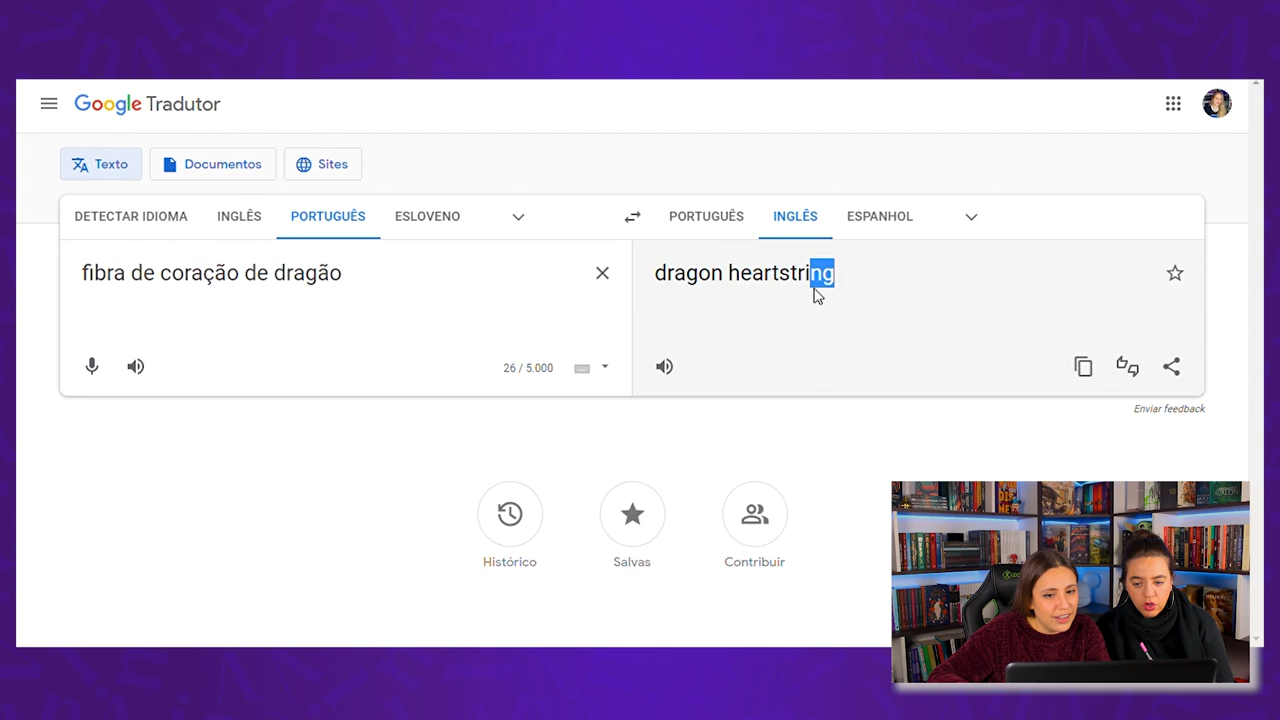 Google Tradutor
Texto
Documentos
Sites
DETECTAR IDIOMA
INGLÊS
PORTUGUÊS
ESLOVENO
PORTUGUÊS
INGLÊS
ESPANHOL
fibra de coração de dragão
dragon heartstring
26 / 5.000
Enviar feedback
Histórico
Salvas
Contribuir